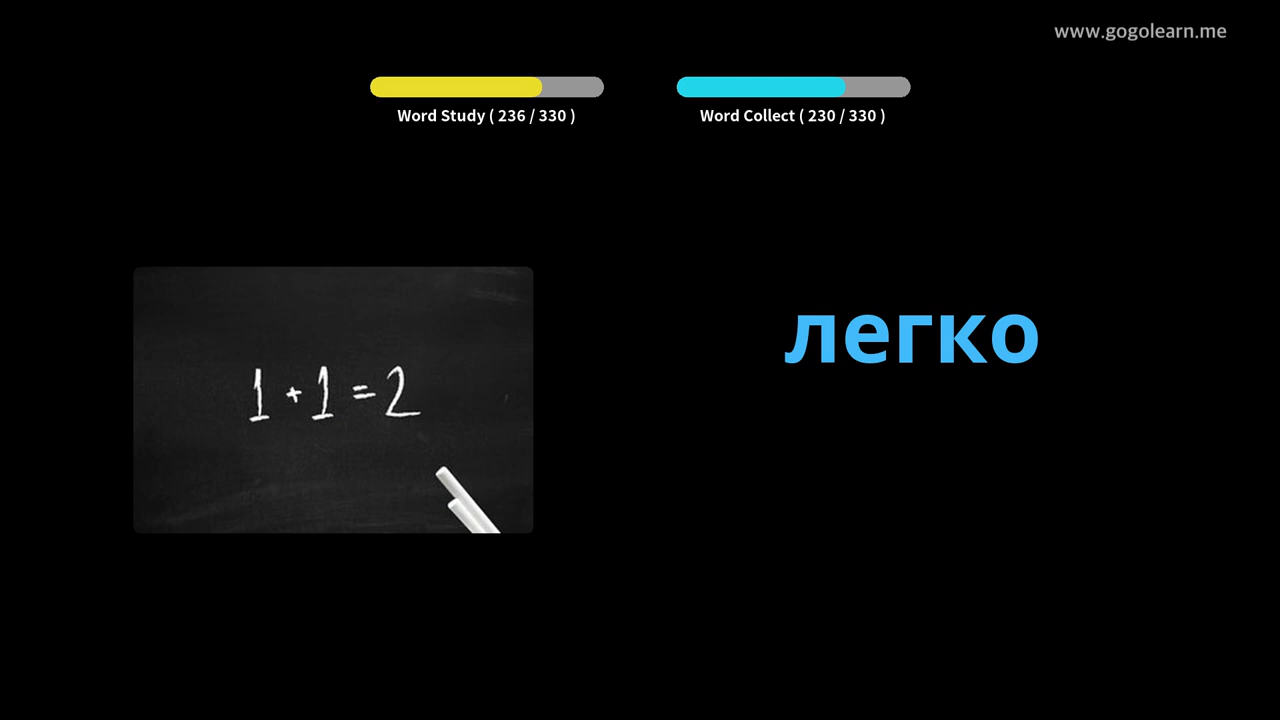 www.gogolearn.me
Word Study ( 236 / 330 )
Word Collect ( 230 / 330 )
1 + 1 = 2
легко